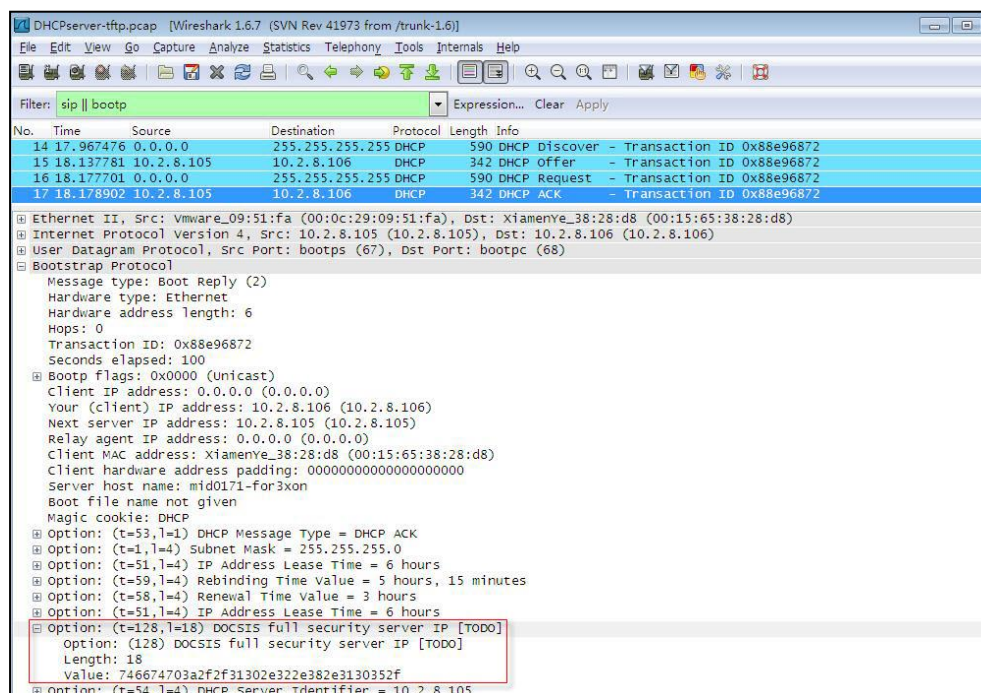 DHCPserver-tftp.pcap [Wireshark 1.6.7 (SVN Rev 41973 from /trunk-1.6)]
File Edit View Go Capture Analyze Statistics Telephony Tools Internals Help
Filter: sip || bootp Expression... Clear Apply
No. Time Source Destination Protocol Length Info
14 17.967476 0.0.0.0 255.255.255.255 DHCP 590 DHCP Discover - Transaction ID 0x88e96872
15 18.137781 10.2.8.105 10.2.8.106 DHCP 342 DHCP Offer - Transaction ID 0x88e96872
16 18.177701 0.0.0.0 255.255.255.255 DHCP 590 DHCP Request - Transaction ID 0x88e96872
17 18.178902 10.2.8.105 10.2.8.106 DHCP 342 DHCP ACK - Transaction ID 0x88e96872
Ethernet II, Src: Vmware_09:51:fa (00:0c:29:09:51:fa), Dst: XiamenYe_38:28:d8 (00:15:65:38:28:d8)
Internet Protocol Version 4, Src: 10.2.8.105 (10.2.8.105), Dst: 10.2.8.106 (10.2.8.106)
User Datagram Protocol, Src Port: bootps (67), Dst Port: bootpc (68)
Bootstrap Protocol
Message type: Boot Reply (2)
Hardware type: Ethernet
Hardware address length: 6
Hops: 0
Transaction ID: 0x88e96872
Seconds elapsed: 100
Bootp flags: 0x0000 (Unicast)
Client IP address: 0.0.0.0 (0.0.0.0)
Your (client) IP address: 10.2.8.106 (10.2.8.106)
Next server IP address: 10.2.8.105 (10.2.8.105)
Relay agent IP address: 0.0.0.0 (0.0.0.0)
Client MAC address: XiamenYe_38:28:d8 (00:15:65:38:28:d8)
Client hardware address padding: 00000000000000000000
Server host name: mid0171-for3xon
Boot file name not given
Magic cookie: DHCP
Option: (t=53,l=1) DHCP Message Type = DHCP ACK
Option: (t=1,l=4) Subnet Mask = 255.255.255.0
Option: (t=51,l=4) IP Address Lease Time = 6 hours
Option: (t=59,l=4) Rebinding Time Value = 5 hours, 15 minutes
Option: (t=58,l=4) Renewal Time Value = 3 hours
Option: (t=51,l=4) IP Address Lease Time = 6 hours
Option: (t=128,l=18) DOCSIS full security server IP [TODO]
Option: (128) DOCSIS full security server IP [TODO]
Length: 18
Value: 746674703a2f2f31302e322e382e3130352f
Option: (t=54,l=4) DHCP Server Identifier = 10.2.8.105